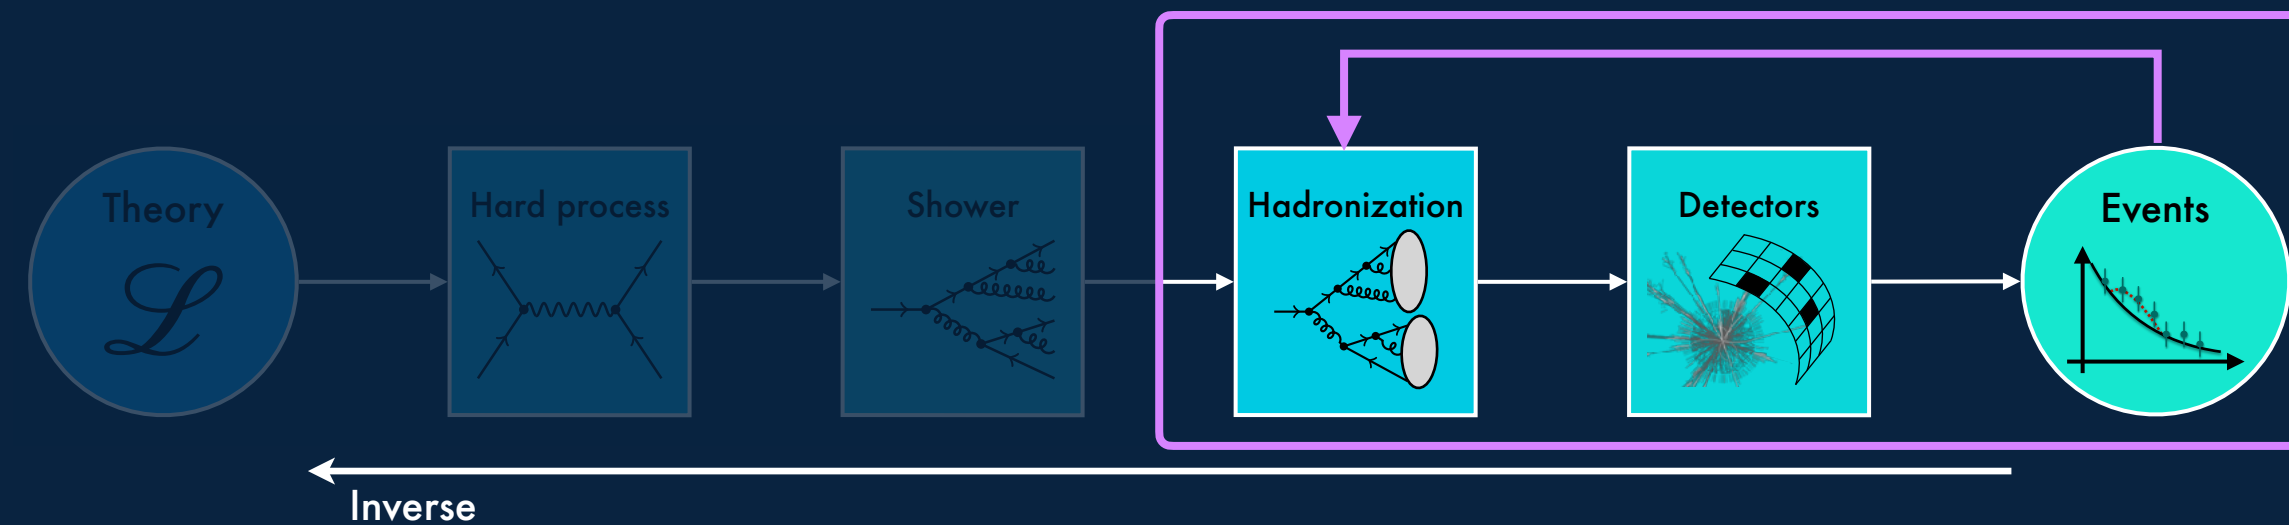 Theory
ℒ
Hard process
Shower
Hadronization
Detectors
Events
Inverse